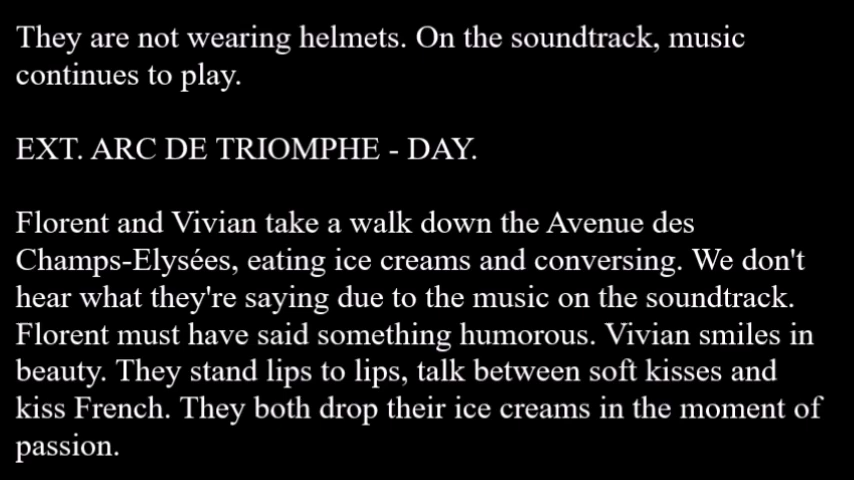 They are not wearing helmets. On the soundtrack, music
continues to play.
EXT. ARC DE TRIOMPHE - DAY.
Florent and Vivian take a walk down the Avenue des
Champs-Elysées, eating ice creams and conversing. We don't
hear what they're saying due to the music on the soundtrack.
Florent must have said something humorous. Vivian smiles in
beauty. They stand lips to lips, talk between soft kisses and
kiss French. They both drop their ice creams in the moment of
passion.